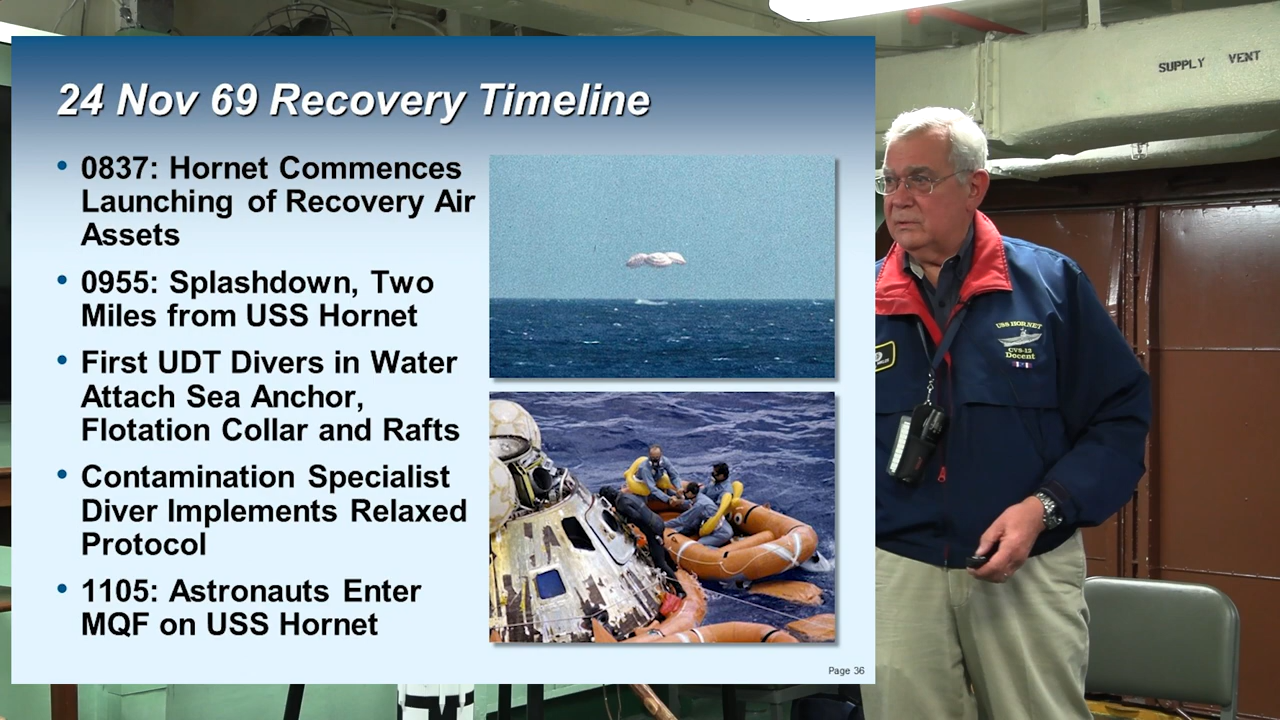 24 Nov 69 Recovery Timeline
• 0837: Hornet Commences
Launching of Recovery Air
Assets
• 0955: Splashdown, Two
Miles from USS Hornet
• First UDT Divers in Water
Attach Sea Anchor,
Flotation Collar and Rafts
• Contamination Specialist
Diver Implements Relaxed
Protocol
• 1105: Astronauts Enter
MQF on USS Hornet
Page 36
SUPPLY VENT
USS HORNET
CVS-12
Docent